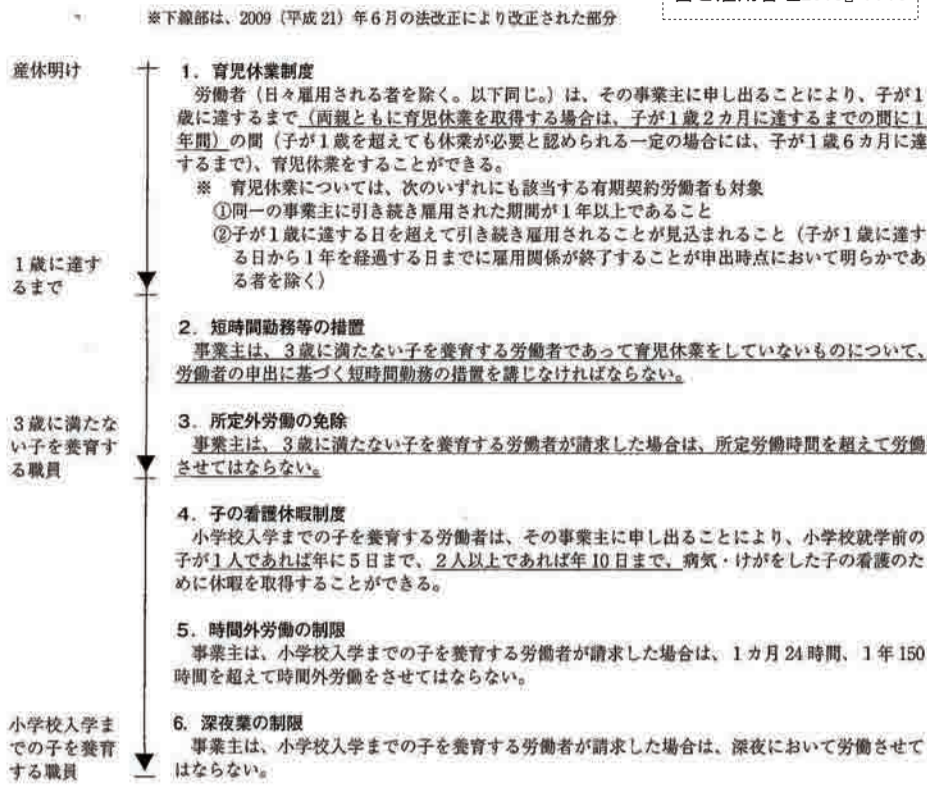 ※下線部は、2009（平成21）年6月の法改正により改正された部分
産休明け
1．育児休業制度
労働者（日々雇用される者を除く。以下同じ。）は、その事業主に申し出ることにより、子が1
歳に達するまで（両親ともに育児休業を取得する場合は、子が1歳2カ月に達するまでの間に1
年間）の間（子が1歳を超えても休業が必要と認められる一定の場合には、子が1歳6カ月に達
するまで）、育児休業をすることができる。
※　育児休業については、次のいずれにも該当する有期契約労働者も対象
①同一の事業主に引き続き雇用された期間が1年以上であること
②子が1歳に達する日を超えて引き続き雇用されることが見込まれること（子が1歳に達す
る日から1年を経過する日までに雇用関係が終了することが申出時点において明らかであ
る者を除く）
1歳に達す
るまで
2．短時間勤務等の措置
事業主は、3歳に満たない子を養育する労働者であって育児休業をしていないものについて、
労働者の申出に基づく短時間勤務の措置を講じなければならない。
3歳に満たな
い子を養育す
る職員
3．所定外労働の免除
事業主は、3歳に満たない子を養育する労働者が請求した場合は、所定労働時間を超えて労働
させてはならない。
4．子の看護休暇制度
小学校入学までの子を養育する労働者は、その事業主に申し出ることにより、小学校就学前の
子が1人であれば年に5日まで、2人以上であれば年10日まで、病気・けがをした子の看護のた
めに休暇を取得することができる。
5．時間外労働の制限
事業主は、小学校入学までの子を養育する労働者が請求した場合は、1カ月24時間、1年150
時間を超えて時間外労働をさせてはならない。
小学校入学ま
での子を養育
する職員
6．深夜業の制限
事業主は、小学校入学までの子を養育する労働者が請求した場合は、深夜において労働させて
はならない。